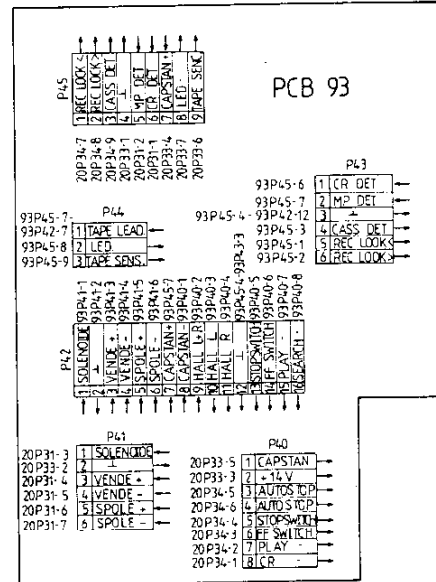 PCB 93
P45
1 REC LOOK <
2 REC LOOK >
3 CASS DET
4 ⊥
5 MP DET
6 CR DET
7 CAPSTAN +
8 LED -
9 TAPE SENC
20P34-7
20P34-8
20P34-9
20P33-1
20P31-2
20P31-1
20P33-4
20P33-7
20P33-6
P43
93P45-6 1 CR DET
93P45-7 2 MP DET
93P45-4 - 93P42-12 3 ⊥
93P45-3 4 CASS DET
93P45-1 5 REC LOOK<
93P45-2 6 REC LOOK>
P44
93P45-7-
93P42-7 1 TAPE LEAD
93P45-8 2 LED
93P45-9 3 TAPE SENS.
P42
93P41-1
93P41-2
93P41-3
93P41-4
93P41-5
93P41-6
93P45-7
93P40-1
93P40-2
93P40-3
93P40-4
93P45-4-93P43-3
93P40-5
93P40-6
93P40-7
93P40-8
1 SOLENOIDE
2 ⊥
3 VENDE +
4 VENDE -
5 SPOLE +
6 SPOLE -
7 CAPSTAN+
8 CAPSTAN-
9 HALL L+R
10 HALL L
11 HALL R
12 ⊥
13 STOPSWITCH
14 FF SWITCH
15 PLAY -
16 SEARCH -
P41
20P31-3 1 SOLENOIDE
20P33-2 2 ⊥
20P31-4 3 VENDE +
20P31-5 4 VENDE -
20P31-6 5 SPOLE +
20P31-7 6 SPOLE -
P40
20P33-5 1 CAPSTAN
20P33-3 2 +14V
20P34-5 3 AUTOSTOP
20P34-6 4 AUTOSTOP
20P34-4 5 STOPSWITCH
20P34-3 6 FF SWITCH
20P34-2 7 PLAY -
20P34-1 8 CR -